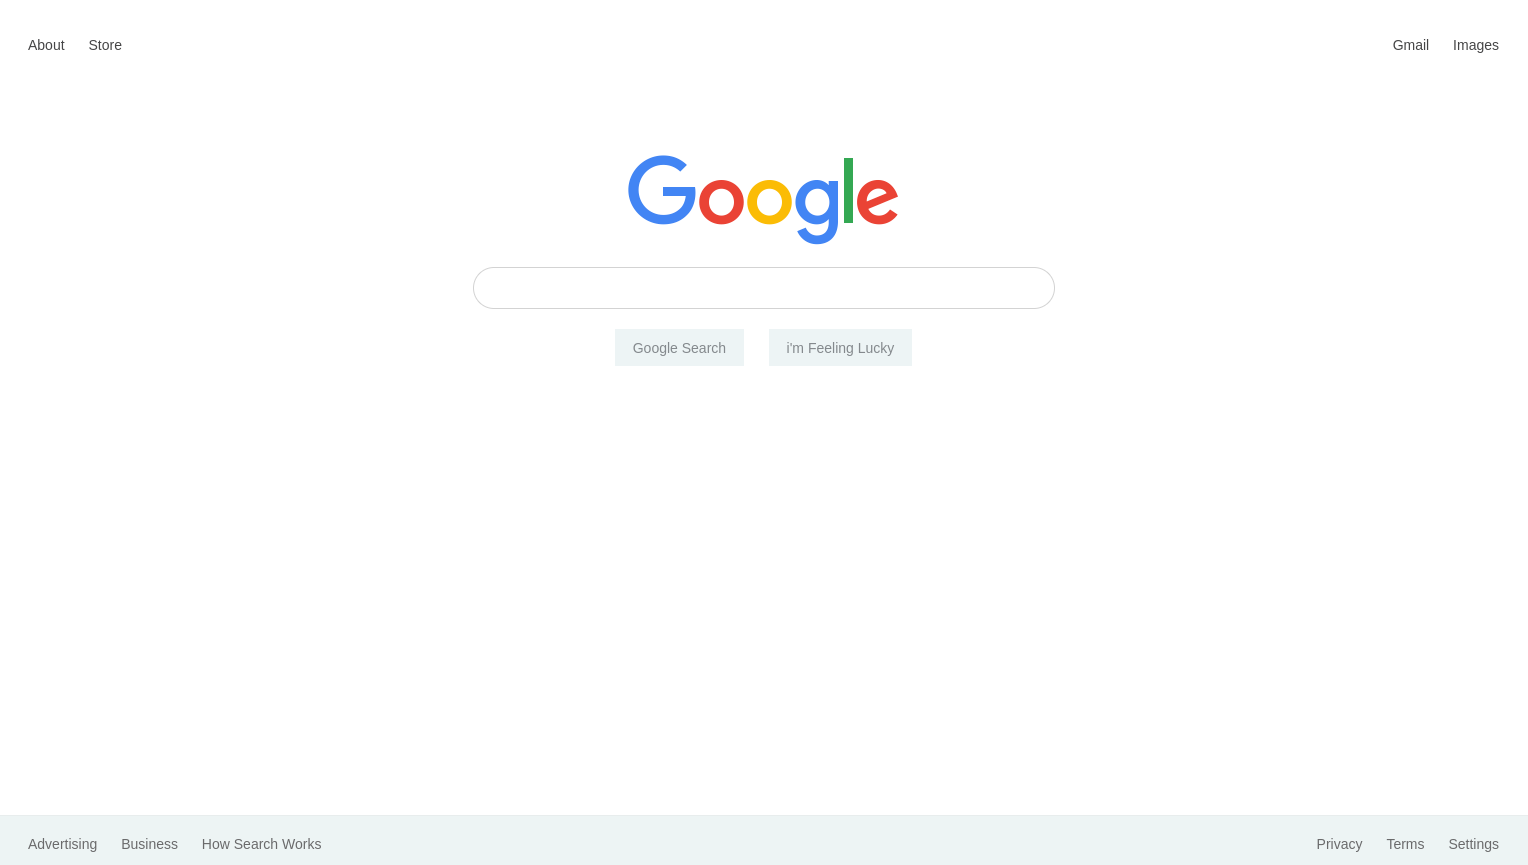 About Store Gmail Images
Google
Google Search i'm Feeling Lucky
Advertising Business How Search Works Privacy Terms Settings